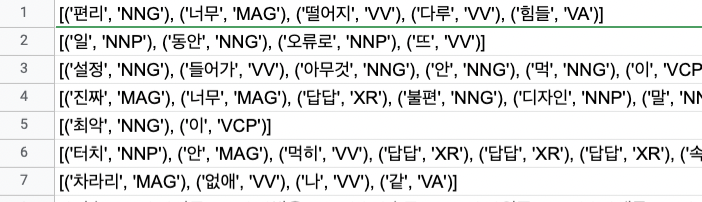 1 [('편리', 'NNG'), ('너무', 'MAG'), ('떨어지', 'VV'), ('다루', 'VV'), ('힘들', 'VA')]
2 [('일', 'NNP'), ('동안', 'NNG'), ('오류로', 'NNP'), ('뜨', 'VV')]
3 [('설정', 'NNG'), ('들어가', 'VV'), ('아무것', 'NNG'), ('안', 'NNG'), ('먹', 'NNG'), ('이', 'VCP
4 [('진짜', 'MAG'), ('너무', 'MAG'), ('답답', 'XR'), ('불편', 'NNG'), ('디자인', 'NNP'), ('말', 'NN
5 [('최악', 'NNG'), ('이', 'VCP')]
6 [('터치', 'NNP'), ('안', 'MAG'), ('먹히', 'VV'), ('답답', 'XR'), ('답답', 'XR'), ('답답', 'XR'), ('속
7 [('차라리', 'MAG'), ('없애', 'VV'), ('나', 'VV'), ('같', 'VA')]